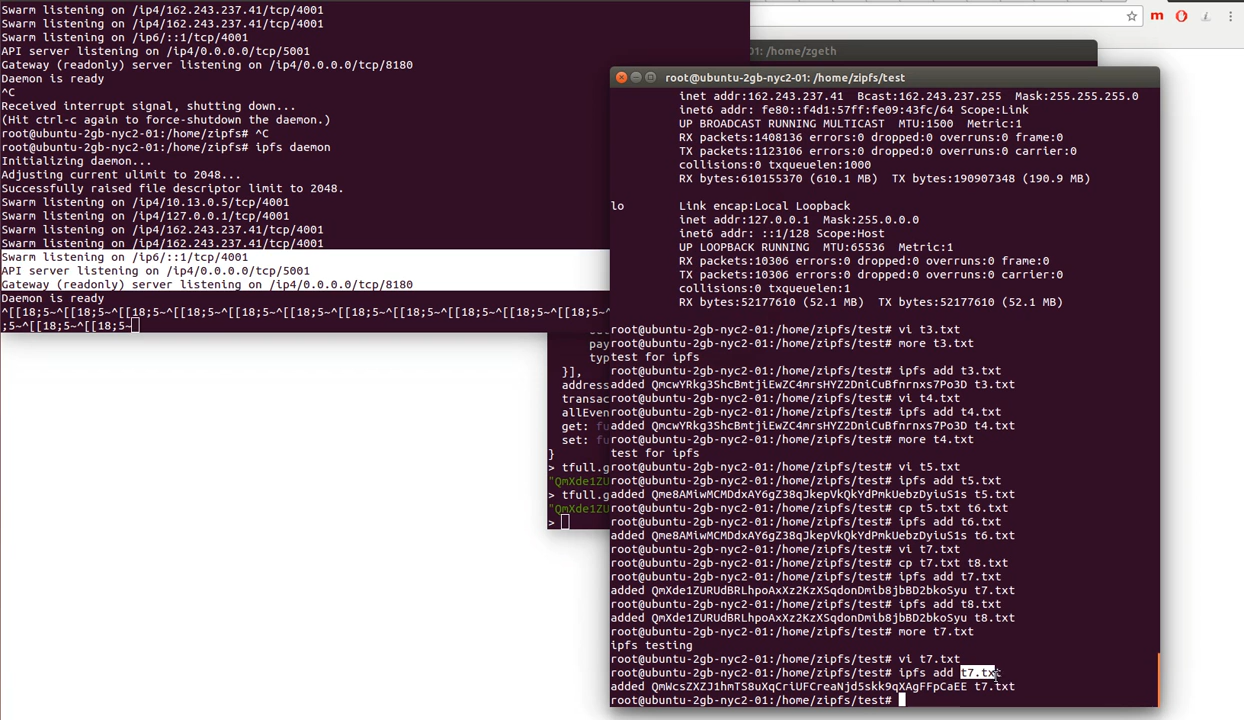 Swarm listening on /ip4/162.243.237.41/tcp/4001
Swarm listening on /ip4/162.243.237.41/tcp/4001
Swarm listening on /ip6/::1/tcp/4001
API server listening on /ip4/0.0.0.0/tcp/5001
Gateway (readonly) server listening on /ip4/0.0.0.0/tcp/8180
Daemon is ready
^C
Received interrupt signal, shutting down...
(Hit ctrl-c again to force-shutdown the daemon.)
root@ubuntu-2gb-nyc2-01:/home/zipfs# ^C
root@ubuntu-2gb-nyc2-01:/home/zipfs# ipfs daemon
Initializing daemon...
Adjusting current ulimit to 2048...
Successfully raised file descriptor limit to 2048.
Swarm listening on /ip4/10.13.0.5/tcp/4001
Swarm listening on /ip4/127.0.0.1/tcp/4001
Swarm listening on /ip4/162.243.237.41/tcp/4001
Swarm listening on /ip4/162.243.237.41/tcp/4001
Swarm listening on /ip6/::1/tcp/4001
API server listening on /ip4/0.0.0.0/tcp/5001
Gateway (readonly) server listening on /ip4/0.0.0.0/tcp/8180
Daemon is ready
^[[18;5~^[[18;5~^[[18;5~^[[18;5~^[[18;5~^[[18;5~^[[18;5~^[[18;5~^[[18;5~^
;5~^[[18;5~^[[18;5~
01: /home/zgeth
pay
typ
}],
address
transac
allEven
get: fu
set: fu
}
> tfull.g
"QmXde1ZU
> tfull.g
"QmXde1ZU
>
root@ubuntu-2gb-nyc2-01: /home/zipfs/test
inet addr:162.243.237.41 Bcast:162.243.237.255 Mask:255.255.255.0
inet6 addr: fe80::f4d1:57ff:fe09:43fc/64 Scope:Link
UP BROADCAST RUNNING MULTICAST MTU:1500 Metric:1
RX packets:1408136 errors:0 dropped:0 overruns:0 frame:0
TX packets:1123106 errors:0 dropped:0 overruns:0 carrier:0
collisions:0 txqueuelen:1000
RX bytes:610155370 (610.1 MB) TX bytes:190907348 (190.9 MB)
lo Link encap:Local Loopback
inet addr:127.0.0.1 Mask:255.0.0.0
inet6 addr: ::1/128 Scope:Host
UP LOOPBACK RUNNING MTU:65536 Metric:1
RX packets:10306 errors:0 dropped:0 overruns:0 frame:0
TX packets:10306 errors:0 dropped:0 overruns:0 carrier:0
collisions:0 txqueuelen:1
RX bytes:52177610 (52.1 MB) TX bytes:52177610 (52.1 MB)
root@ubuntu-2gb-nyc2-01:/home/zipfs/test# vi t3.txt
root@ubuntu-2gb-nyc2-01:/home/zipfs/test# more t3.txt
test for ipfs
root@ubuntu-2gb-nyc2-01:/home/zipfs/test# ipfs add t3.txt
added QmcwYRkg3ShcBmtjiEwZC4mrsHYZ2DniCuBfnrnxs7Po3D t3.txt
root@ubuntu-2gb-nyc2-01:/home/zipfs/test# vi t4.txt
root@ubuntu-2gb-nyc2-01:/home/zipfs/test# ipfs add t4.txt
added QmcwYRkg3ShcBmtjiEwZC4mrsHYZ2DniCuBfnrnxs7Po3D t4.txt
root@ubuntu-2gb-nyc2-01:/home/zipfs/test# more t4.txt
test for ipfs
root@ubuntu-2gb-nyc2-01:/home/zipfs/test# vi t5.txt
root@ubuntu-2gb-nyc2-01:/home/zipfs/test# ipfs add t5.txt
added Qme8AMiwMCMDdxAY6gZ38qJkepVkQkYdPmkUebzDyiuS1s t5.txt
root@ubuntu-2gb-nyc2-01:/home/zipfs/test# cp t5.txt t6.txt
root@ubuntu-2gb-nyc2-01:/home/zipfs/test# ipfs add t6.txt
added Qme8AMiwMCMDdxAY6gZ38qJkepVkQkYdPmkUebzDyiuS1s t6.txt
root@ubuntu-2gb-nyc2-01:/home/zipfs/test# vi t7.txt
root@ubuntu-2gb-nyc2-01:/home/zipfs/test# cp t7.txt t8.txt
root@ubuntu-2gb-nyc2-01:/home/zipfs/test# ipfs add t7.txt
added QmXde1ZURUdBRLhpoAxXz2KzXSqdonDmib8jbBD2bkoSyu t7.txt
root@ubuntu-2gb-nyc2-01:/home/zipfs/test# ipfs add t8.txt
added QmXde1ZURUdBRLhpoAxXz2KzXSqdonDmib8jbBD2bkoSyu t8.txt
root@ubuntu-2gb-nyc2-01:/home/zipfs/test# more t7.txt
ipfs testing
root@ubuntu-2gb-nyc2-01:/home/zipfs/test# vi t7.txt
root@ubuntu-2gb-nyc2-01:/home/zipfs/test# ipfs add t7.txt
added QmWcsZXZJ1hmTS8uXqCriUFCreaNjd5skk9qXAgFFpCaEE t7.txt
root@ubuntu-2gb-nyc2-01:/home/zipfs/test#